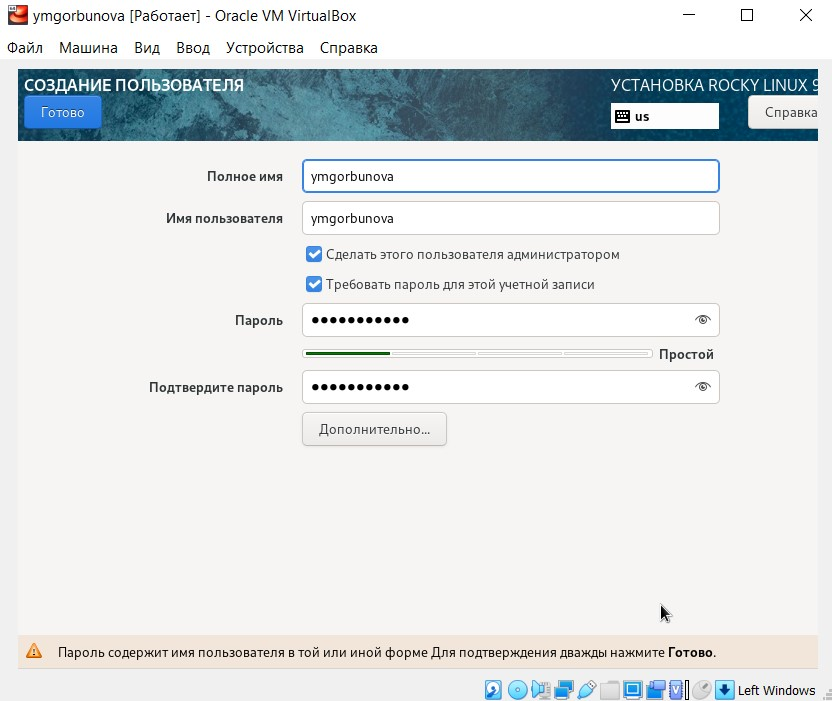 ymgorbunova [Работает] - Oracle VM VirtualBox
Файл Машина Вид Ввод Устройства Справка
СОЗДАНИЕ ПОЛЬЗОВАТЕЛЯ
УСТАНОВКА ROCKY LINUX 9
Готово
us
Справка
Полное имя
ymgorbunova
Имя пользователя
ymgorbunova
Сделать этого пользователя администратором
Требовать пароль для этой учетной записи
Пароль
●●●●●●●●●●●
Простой
Подтвердите пароль
●●●●●●●●●●●
Дополнительно...
Пароль содержит имя пользователя в той или иной форме Для подтверждения дважды нажмите Готово.
Left Windows